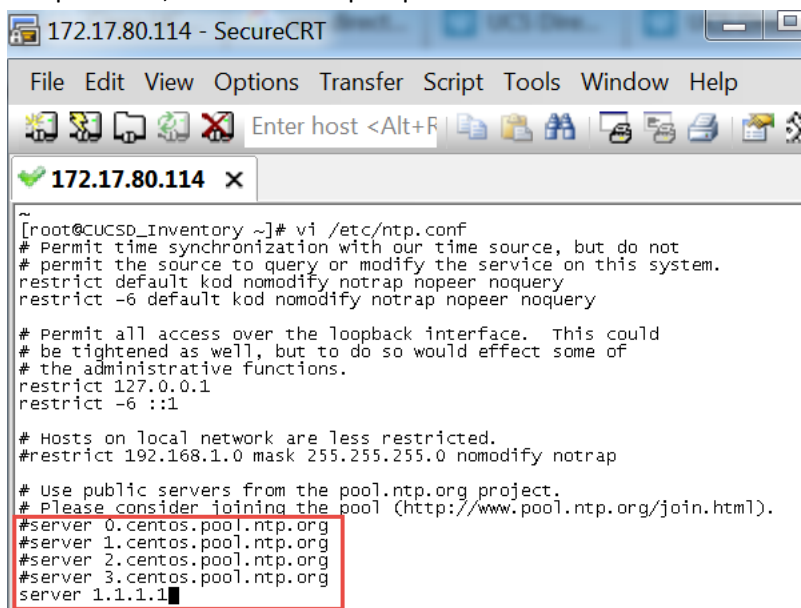 172.17.80.114 - SecureCRT
File Edit View Options Transfer Script Tools Window Help
Enter host <Alt+R
172.17.80.114 ×
~
[root@CUCSD_Inventory ~]# vi /etc/ntp.conf
# Permit time synchronization with our time source, but do not
# permit the source to query or modify the service on this system.
restrict default kod nomodify notrap nopeer noquery
restrict -6 default kod nomodify notrap nopeer noquery
# Permit all access over the loopback interface.  This could
# be tightened as well, but to do so would effect some of
# the administrative functions.
restrict 127.0.0.1
restrict -6 ::1
# Hosts on local network are less restricted.
#restrict 192.168.1.0 mask 255.255.255.0 nomodify notrap
# Use public servers from the pool.ntp.org project.
# Please consider joining the pool (http://www.pool.ntp.org/join.html).
#server 0.centos.pool.ntp.org
#server 1.centos.pool.ntp.org
#server 2.centos.pool.ntp.org
#server 3.centos.pool.ntp.org
server 1.1.1.1